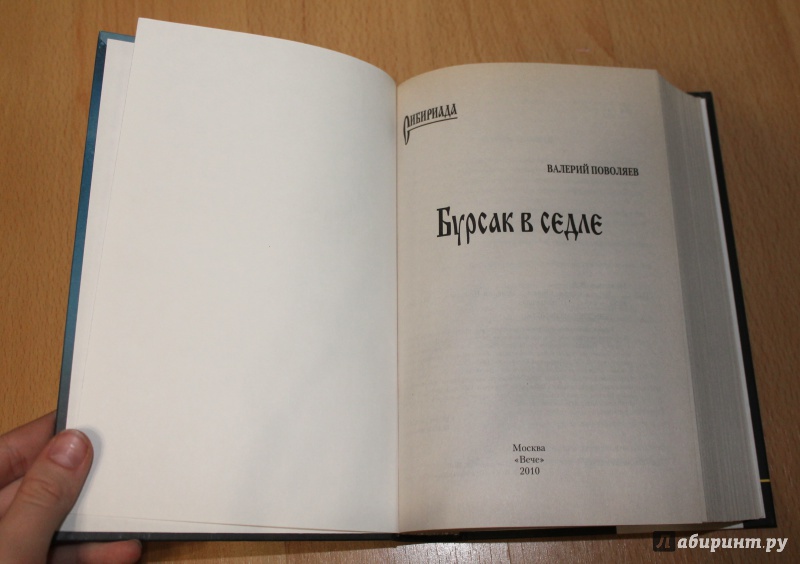 Сибириада
ВАЛЕРИЙ ПОВОЛЯЕВ
Бурсак в седле
Москва
«Вече»
2010
Лабиринт.ру